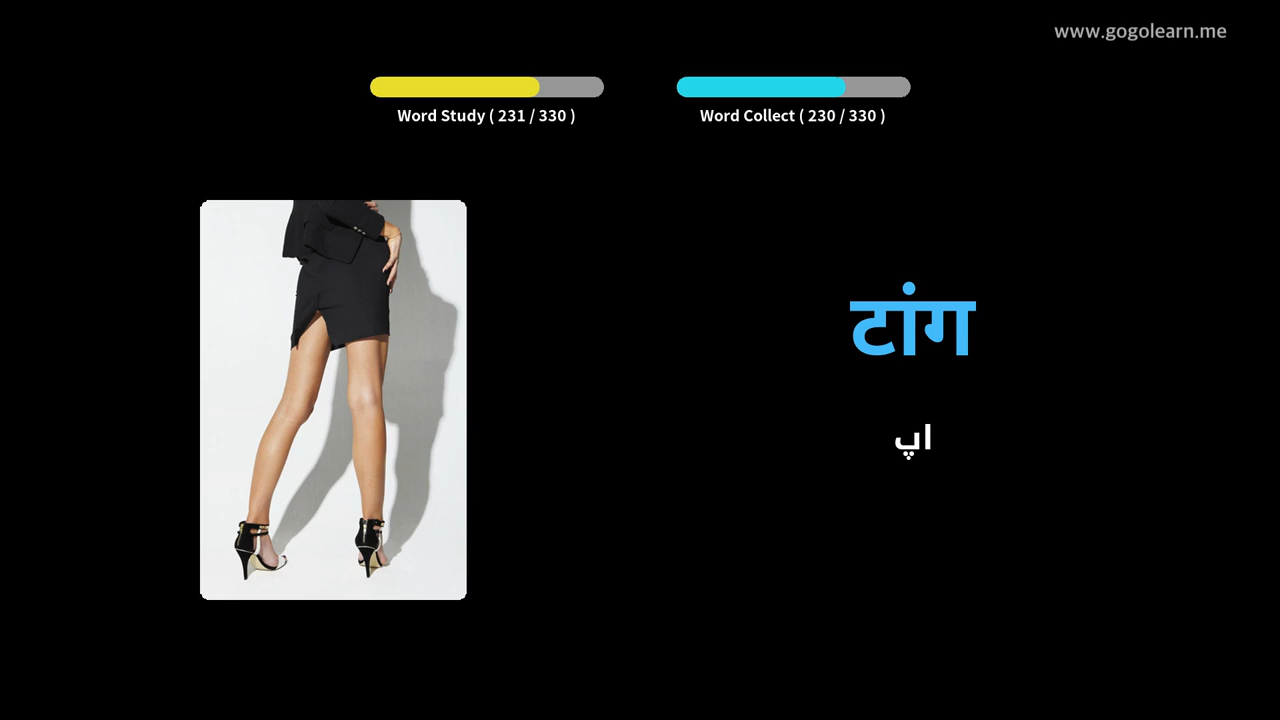 www.gogolearn.me
Word Study ( 231 / 330 )
Word Collect ( 230 / 330 )
टांग
اپ